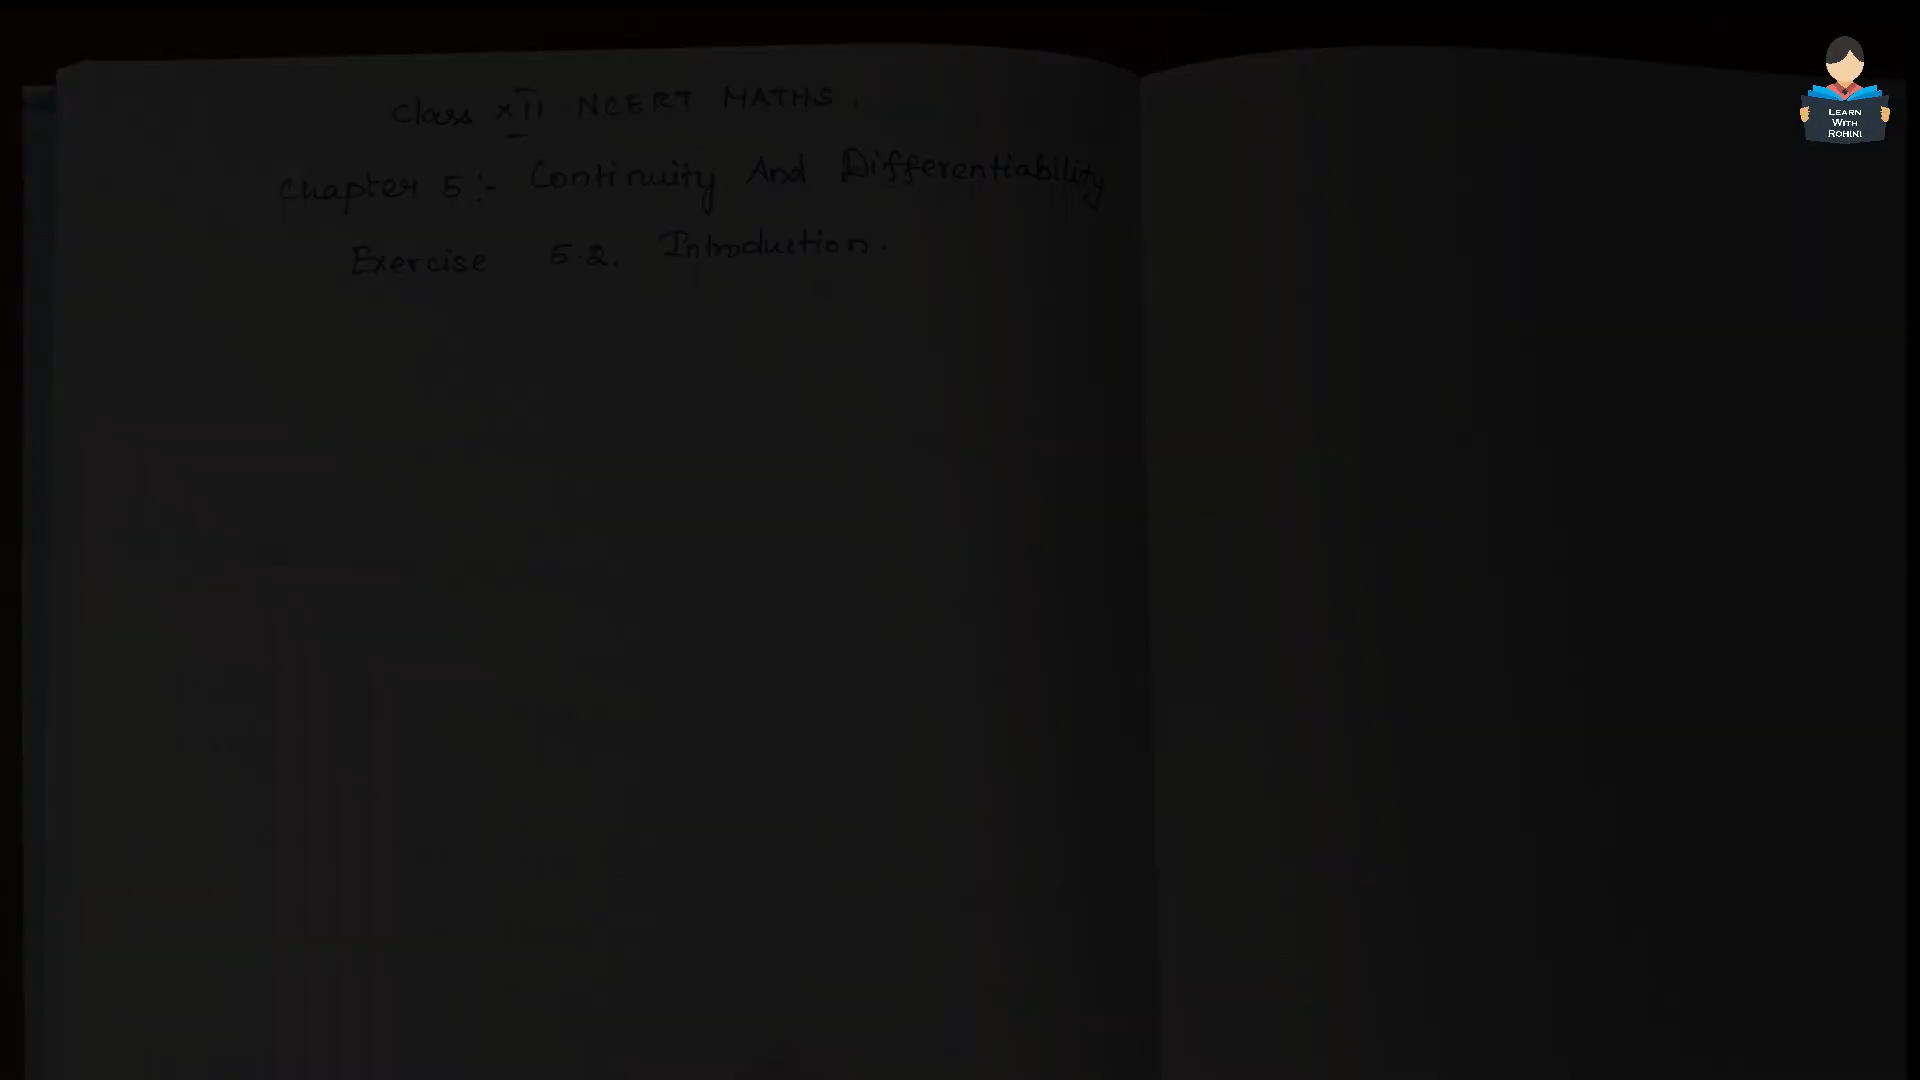 Class XII NCERT MATHS.
Chapter 5:- Continuity And Differentiability
Exercise 5.2. Introduction.
LEARN
WITH
ROHINI